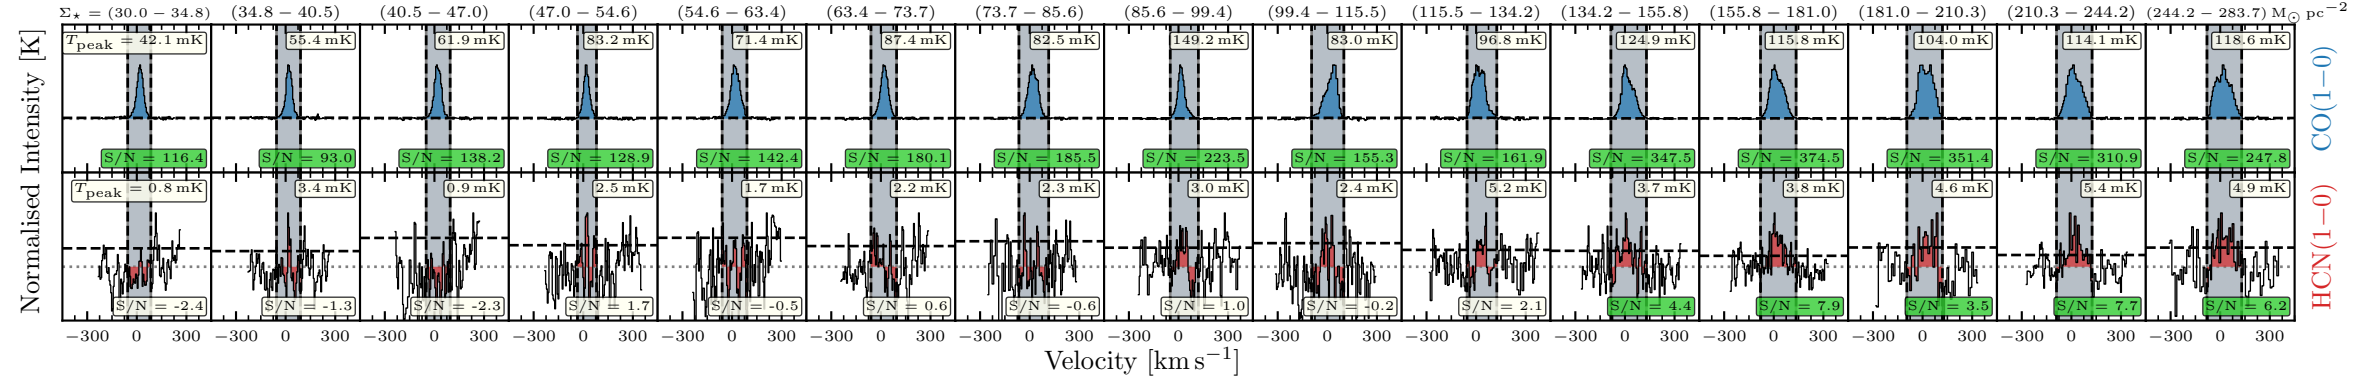 Σ⋆ = (30.0 − 34.8) (34.8 − 40.5) (40.5 − 47.0) (47.0 − 54.6) (54.6 − 63.4) (63.4 − 73.7) (73.7 − 85.6) (85.6 − 99.4) (99.4 − 115.5) (115.5 − 134.2) (134.2 − 155.8) (155.8 − 181.0) (181.0 − 210.3) (210.3 − 244.2) (244.2 − 283.7) M⊙ pc⁻²
Tpeak = 42.1 mK 55.4 mK 61.9 mK 83.2 mK 71.4 mK 87.4 mK 82.5 mK 149.2 mK 83.0 mK 96.8 mK 124.9 mK 115.8 mK 104.0 mK 114.1 mK 118.6 mK
S/N = 116.4 S/N = 93.0 S/N = 138.2 S/N = 128.9 S/N = 142.4 S/N = 180.1 S/N = 185.5 S/N = 223.5 S/N = 155.3 S/N = 161.9 S/N = 347.5 S/N = 374.5 S/N = 351.4 S/N = 310.9 S/N = 247.8
CO(1−0)
Tpeak = 0.8 mK 3.4 mK 0.9 mK 2.5 mK 1.7 mK 2.2 mK 2.3 mK 3.0 mK 2.4 mK 5.2 mK 3.7 mK 3.8 mK 4.6 mK 5.4 mK 4.9 mK
S/N = -2.4 S/N = -1.3 S/N = -2.3 S/N = 1.7 S/N = -0.5 S/N = 0.6 S/N = -0.6 S/N = 1.0 S/N = -0.2 S/N = 2.1 S/N = 4.4 S/N = 7.9 S/N = 3.5 S/N = 7.7 S/N = 6.2
HCN(1−0)
Normalised Intensity [K]
−300 0 300 −300 0 300 −300 0 300 −300 0 300 −300 0 300 −300 0 300 −300 0 300 −300 0 300 −300 0 300 −300 0 300 −300 0 300 −300 0 300 −300 0 300 −300 0 300 −300 0 300
Velocity [km s⁻¹]